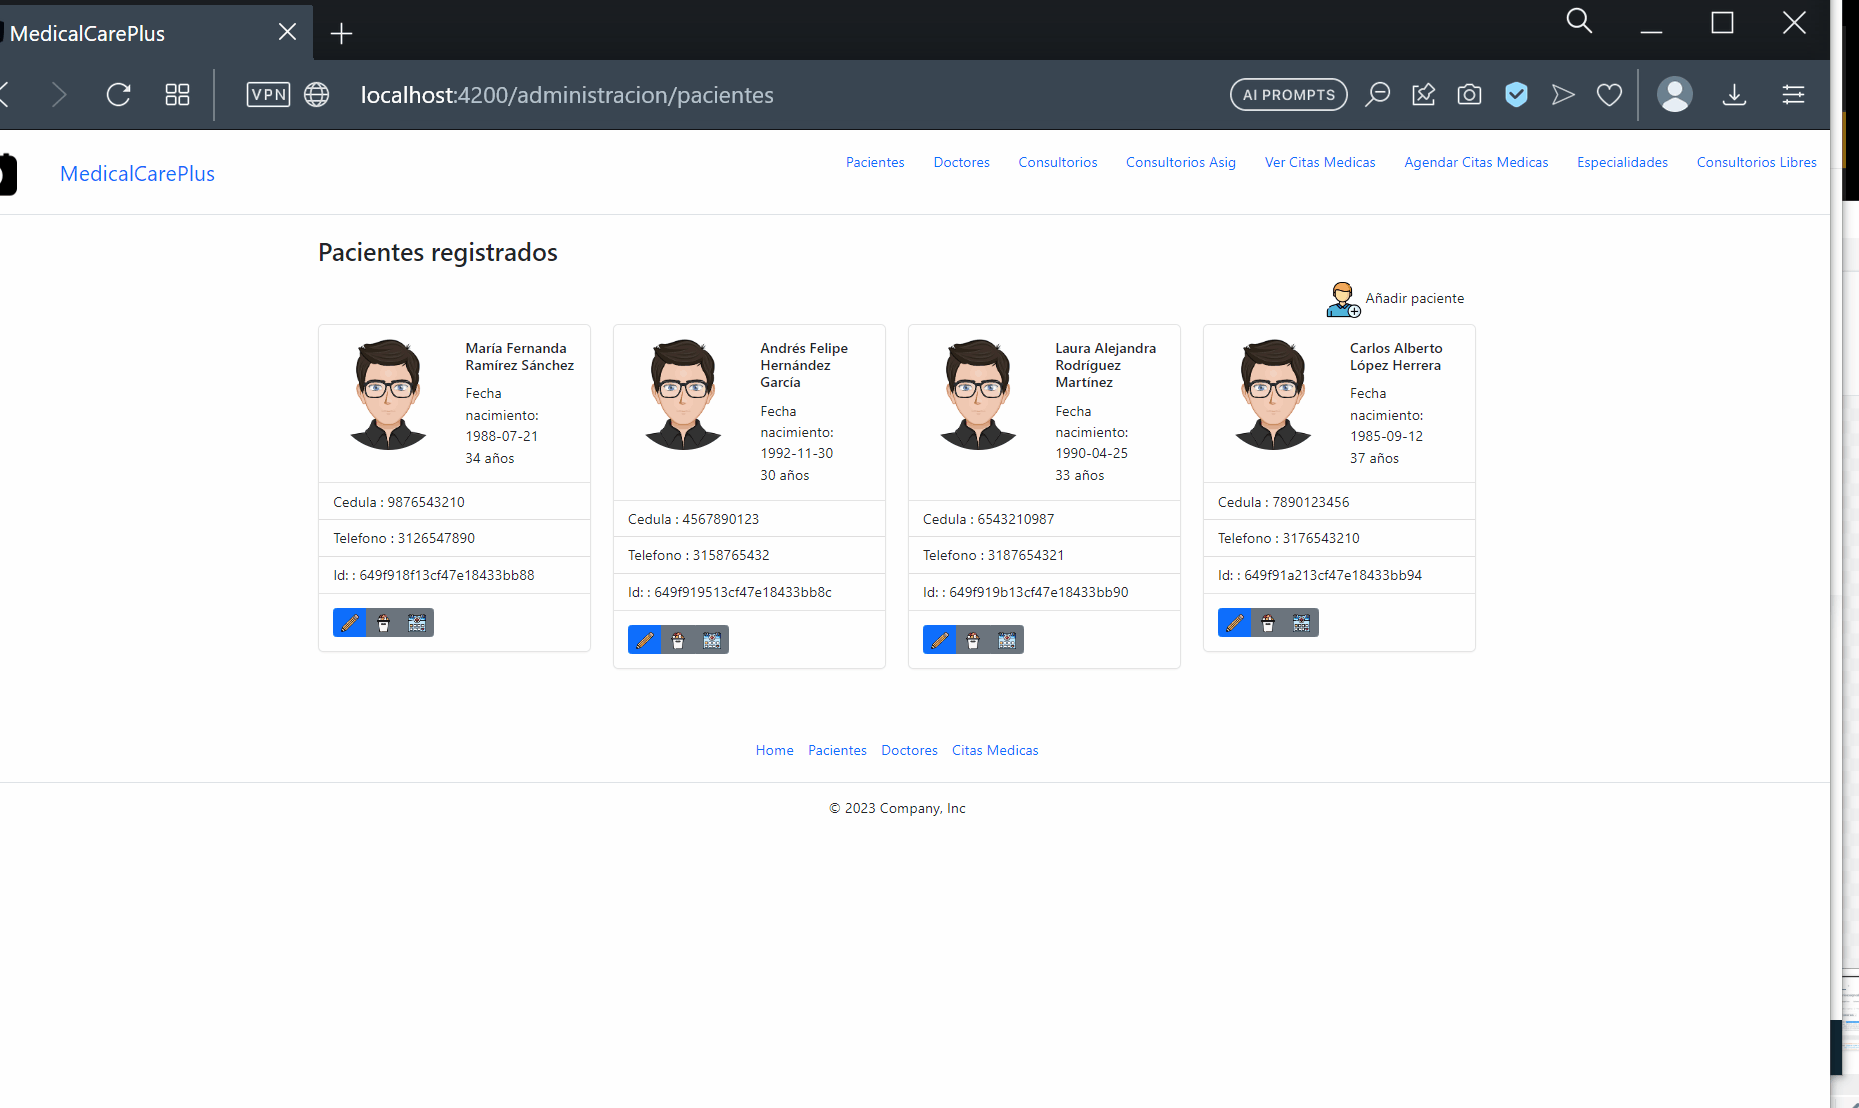 MedicalCarePlus
VPN
localhost:4200/administracion/pacientes
AI PROMPTS
MedicalCarePlus
Pacientes
Doctores
Consultorios
Consultorios Asig
Ver Citas Medicas
Agendar Citas Medicas
Especialidades
Consultorios Libres
Pacientes registrados
Añadir paciente
María Fernanda
Ramírez Sánchez
Fecha
nacimiento:
1988-07-21
34 años
Cedula : 9876543210
Telefono : 3126547890
Id: : 649f918f13cf47e18433bb88
Andrés Felipe
Hernández
García
Fecha
nacimiento:
1992-11-30
30 años
Cedula : 4567890123
Telefono : 3158765432
Id: : 649f919513cf47e18433bb8c
Laura Alejandra
Rodríguez
Martínez
Fecha
nacimiento:
1990-04-25
33 años
Cedula : 6543210987
Telefono : 3187654321
Id: : 649f919b13cf47e18433bb90
Carlos Alberto
López Herrera
Fecha
nacimiento:
1985-09-12
37 años
Cedula : 7890123456
Telefono : 3176543210
Id: : 649f91a213cf47e18433bb94
Home
Pacientes
Doctores
Citas Medicas
© 2023 Company, Inc